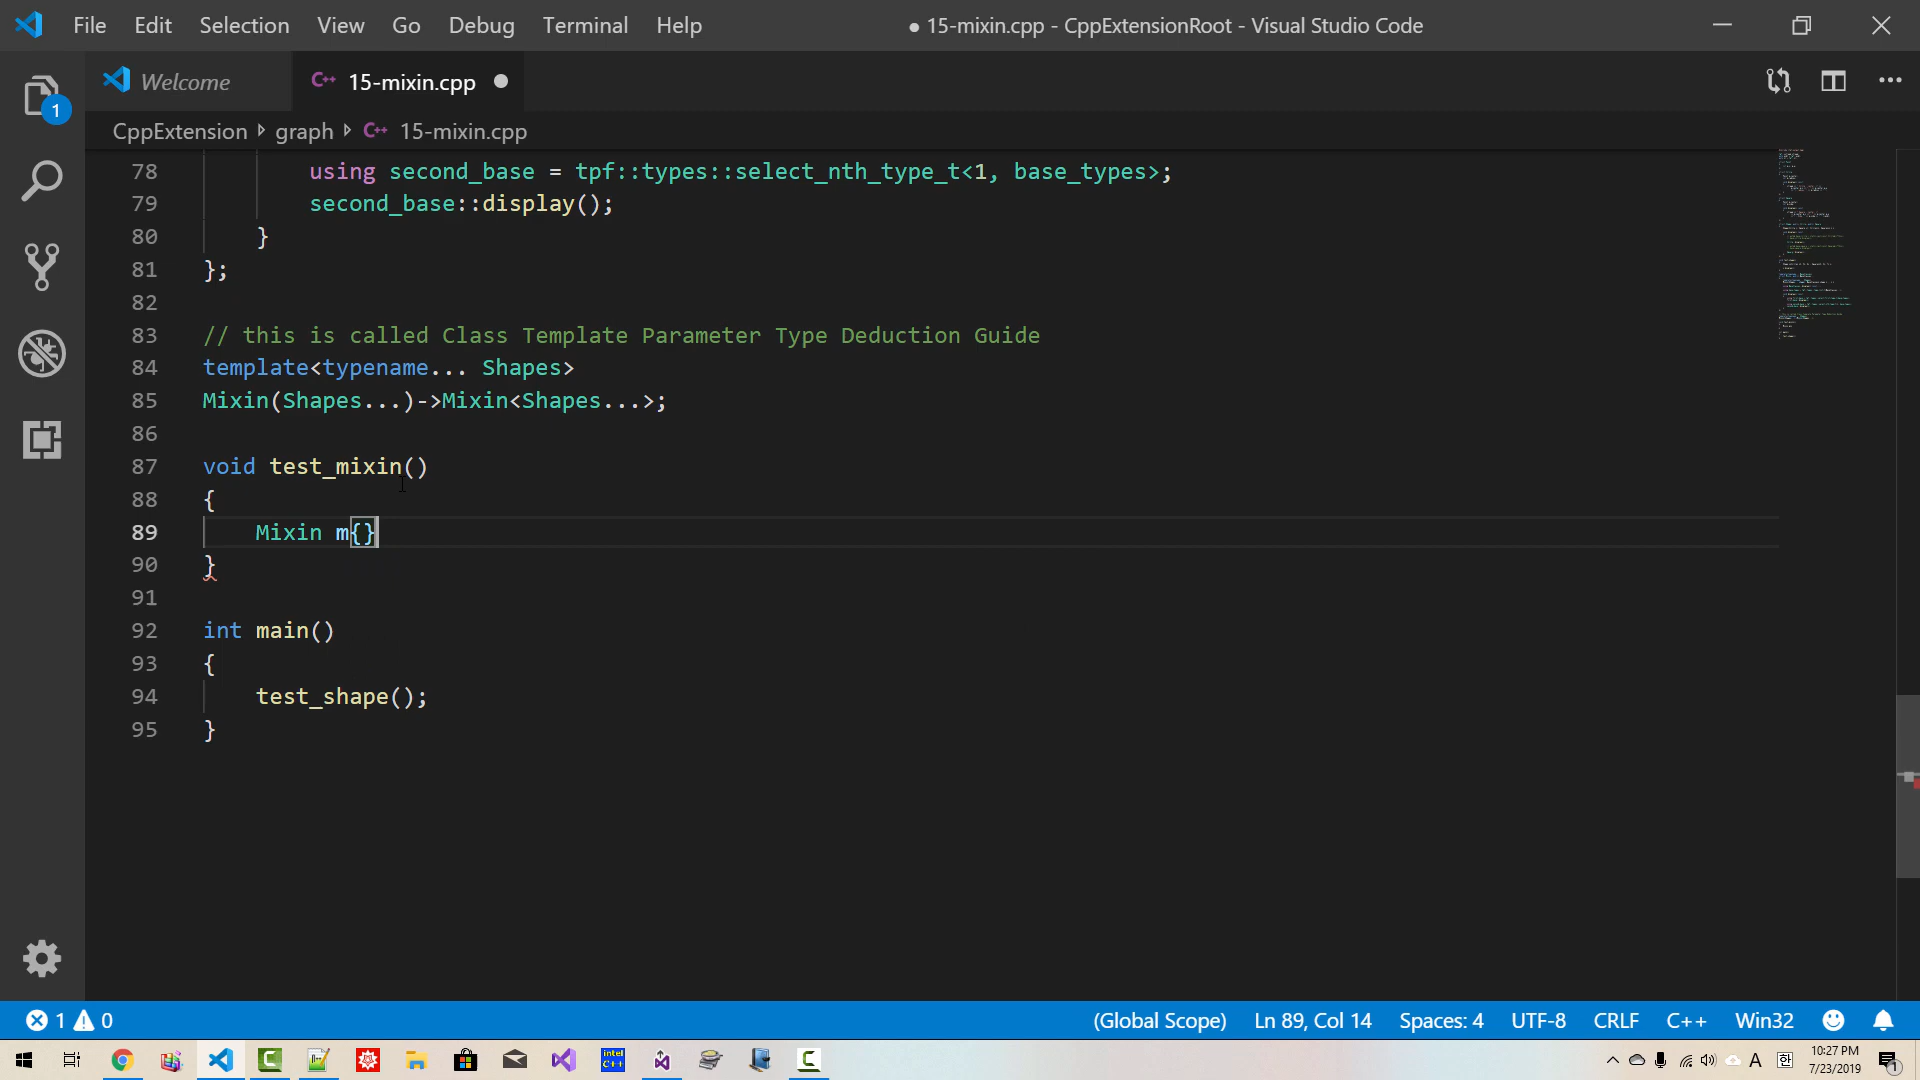 File Edit Selection View Go Debug Terminal Help ● 15-mixin.cpp - CppExtensionRoot - Visual Studio Code
Welcome C++ 15-mixin.cpp
1
CppExtension graph C++ 15-mixin.cpp
78 using second_base = tpf::types::select_nth_type_t<1, base_types>;
79 second_base::display();
80 }
81 };
82
83 // this is called Class Template Parameter Type Deduction Guide
84 template<typename... Shapes>
85 Mixin(Shapes...)->Mixin<Shapes...>;
86
87 void test_mixin()
88 {
89 Mixin m{}
90 }
91
92 int main()
93 {
94 test_shape();
95 }
1 0 (Global Scope) Ln 89, Col 14 Spaces: 4 UTF-8 CRLF C++ Win32
intel C++ A 한 10:27 PM
7/23/2019 1